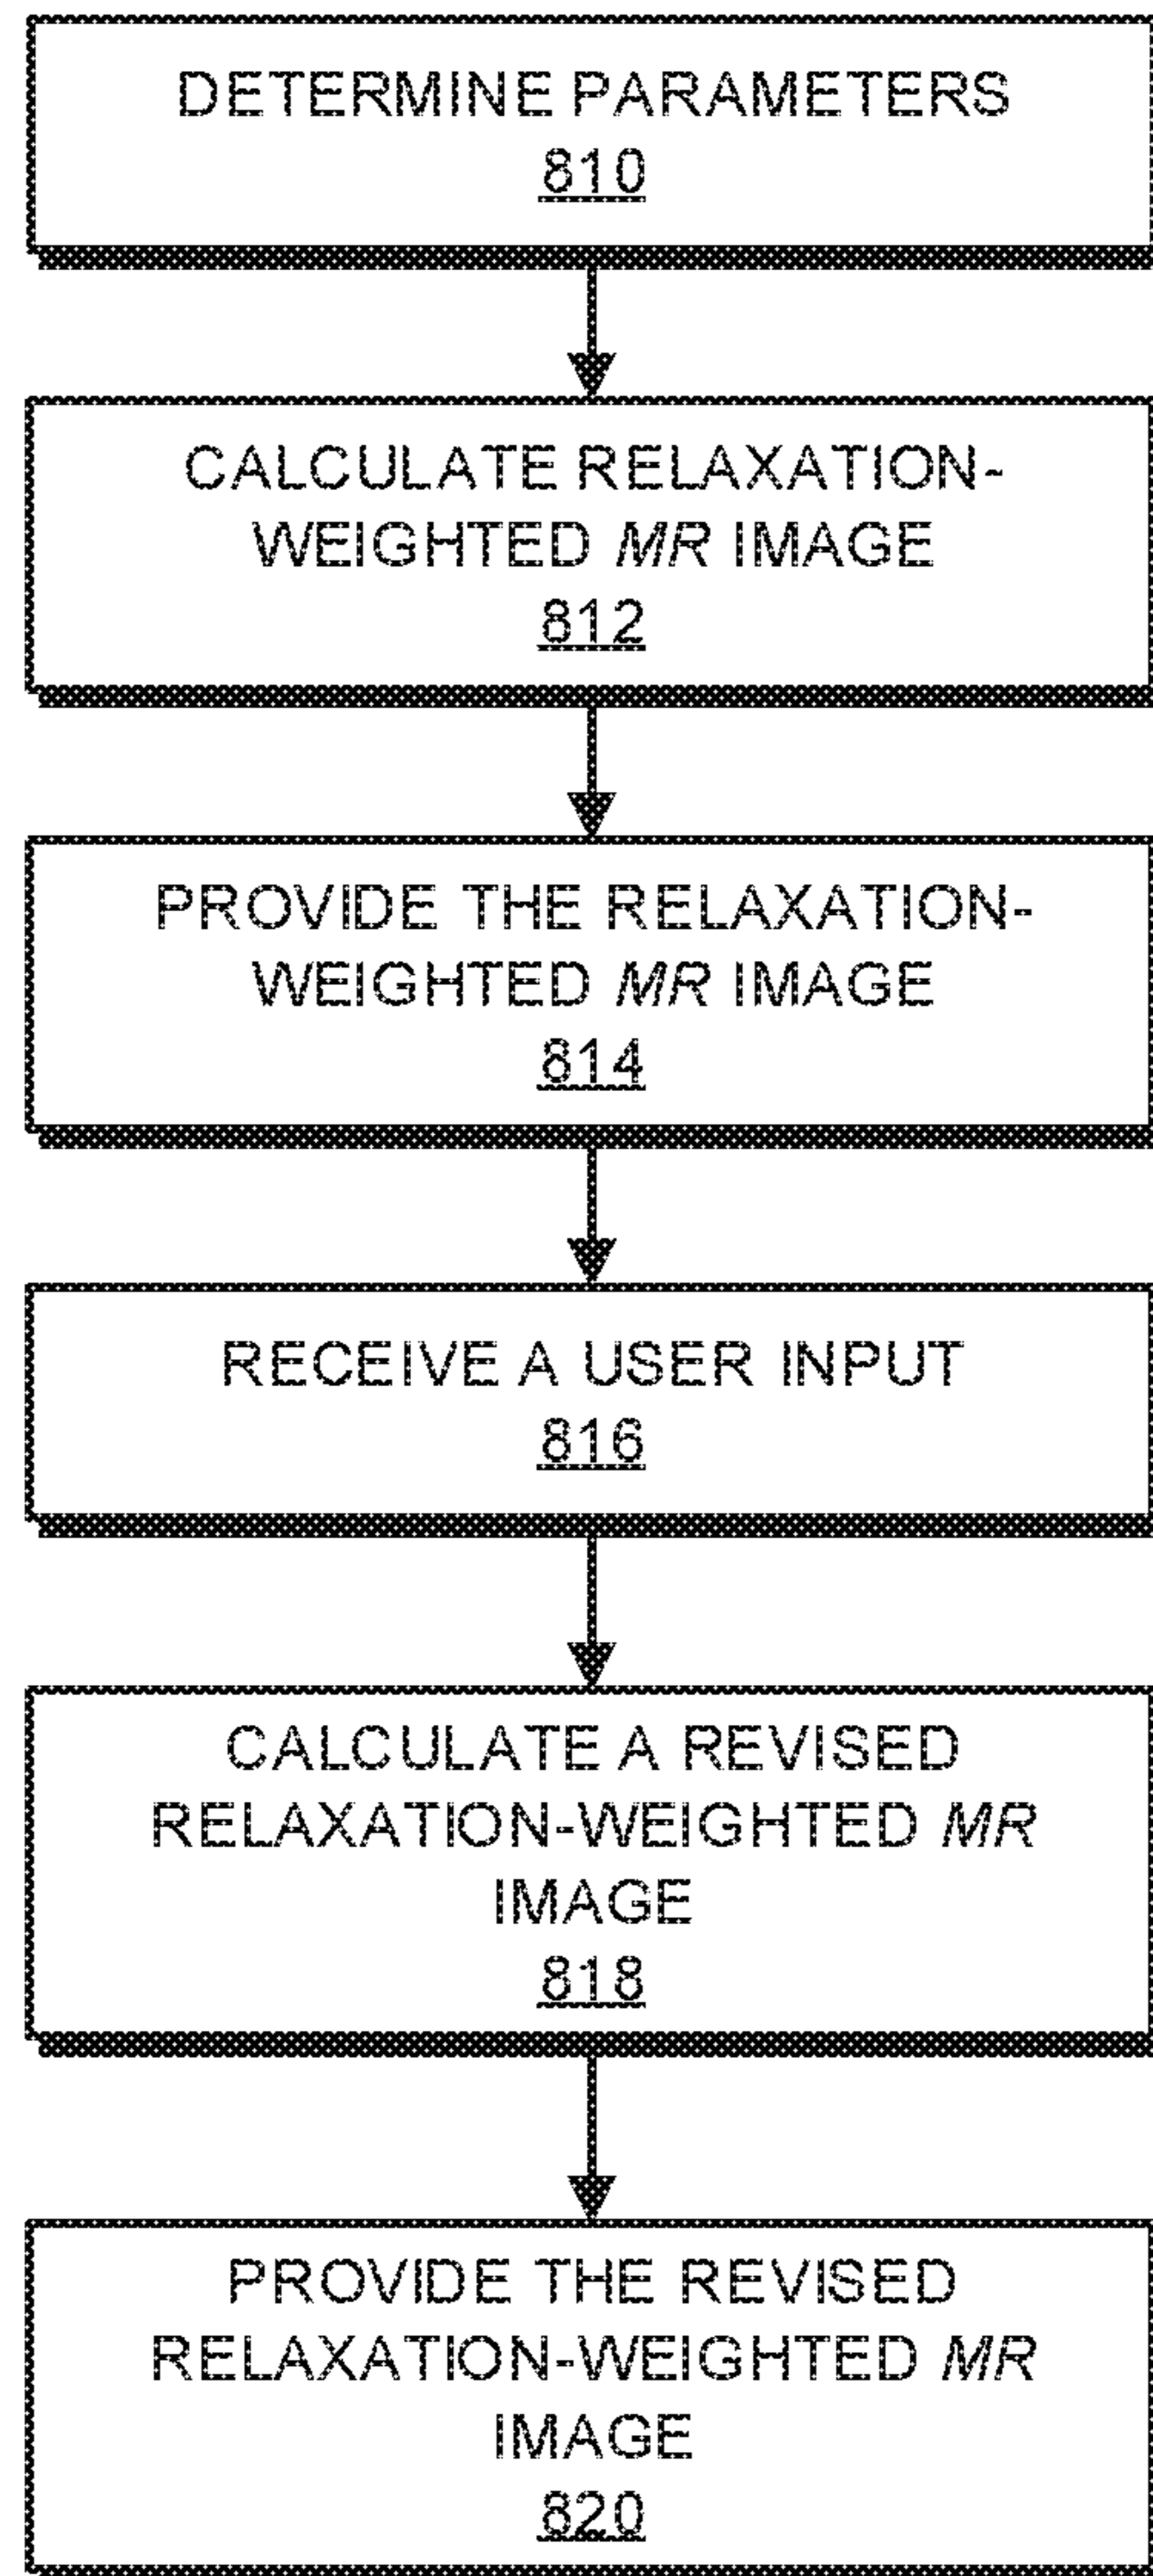 DETERMINE PARAMETERS
810
CALCULATE RELAXATION-
WEIGHTED MR IMAGE
812
PROVIDE THE RELAXATION-
WEIGHTED MR IMAGE
814
RECEIVE A USER INPUT
816
CALCULATE A REVISED
RELAXATION-WEIGHTED MR
IMAGE
818
PROVIDE THE REVISED
RELAXATION-WEIGHTED MR
IMAGE
820